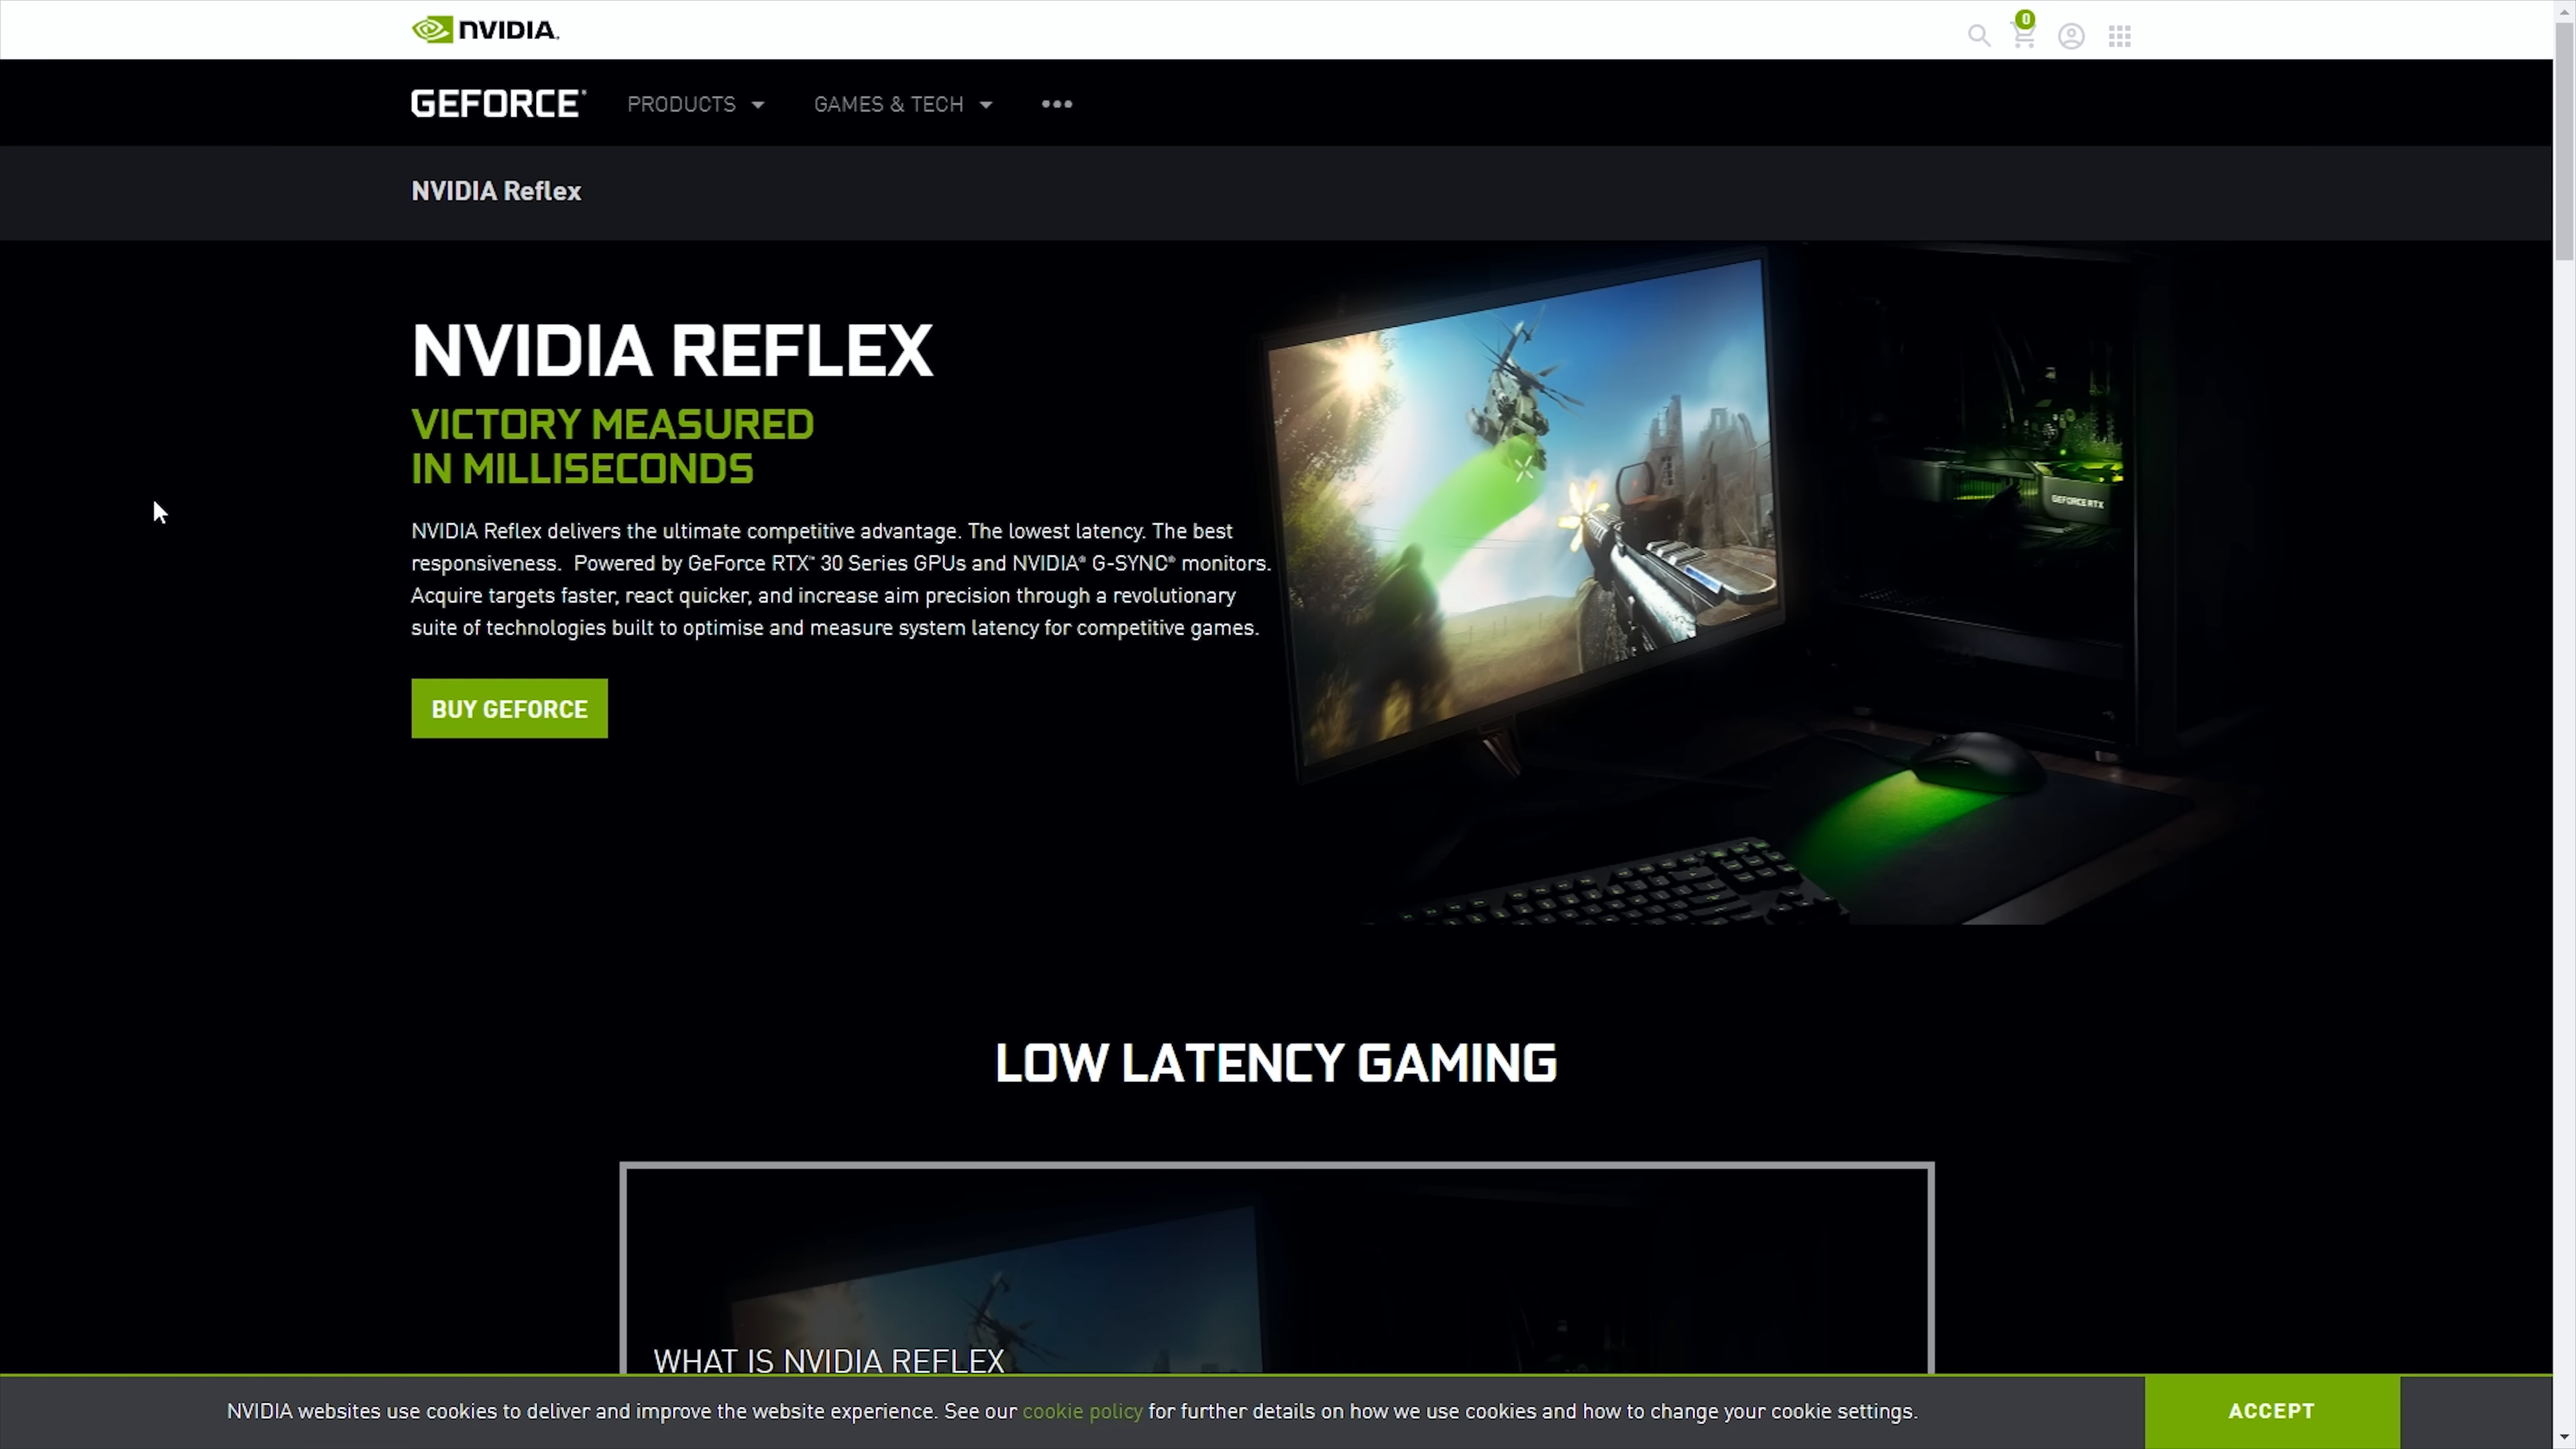 NVIDIA.
0
GEFORCE®
PRODUCTS
GAMES & TECH
NVIDIA Reflex
NVIDIA REFLEX
VICTORY MEASURED
IN MILLISECONDS
NVIDIA Reflex delivers the ultimate competitive advantage. The lowest latency. The best
responsiveness. Powered by GeForce RTX™ 30 Series GPUs and NVIDIA® G-SYNC® monitors.
Acquire targets faster, react quicker, and increase aim precision through a revolutionary
suite of technologies built to optimise and measure system latency for competitive games.
GEFORCE RTX
BUY GEFORCE
LOW LATENCY GAMING
WHAT IS NVIDIA REFLEX
NVIDIA websites use cookies to deliver and improve the website experience. See our cookie policy for further details on how we use cookies and how to change your cookie settings.
ACCEPT